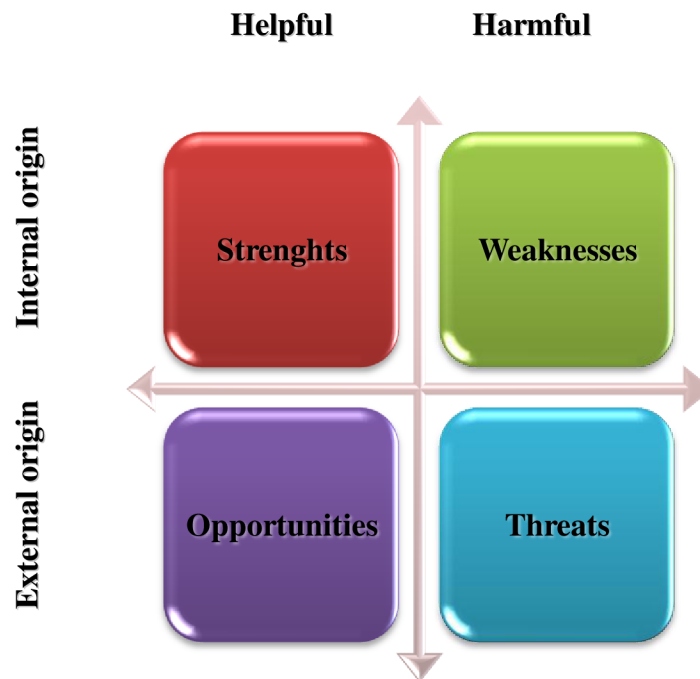 Helpful
Harmful
Internal origin
Strenghts
Weaknesses
External origin
Opportunities
Threats